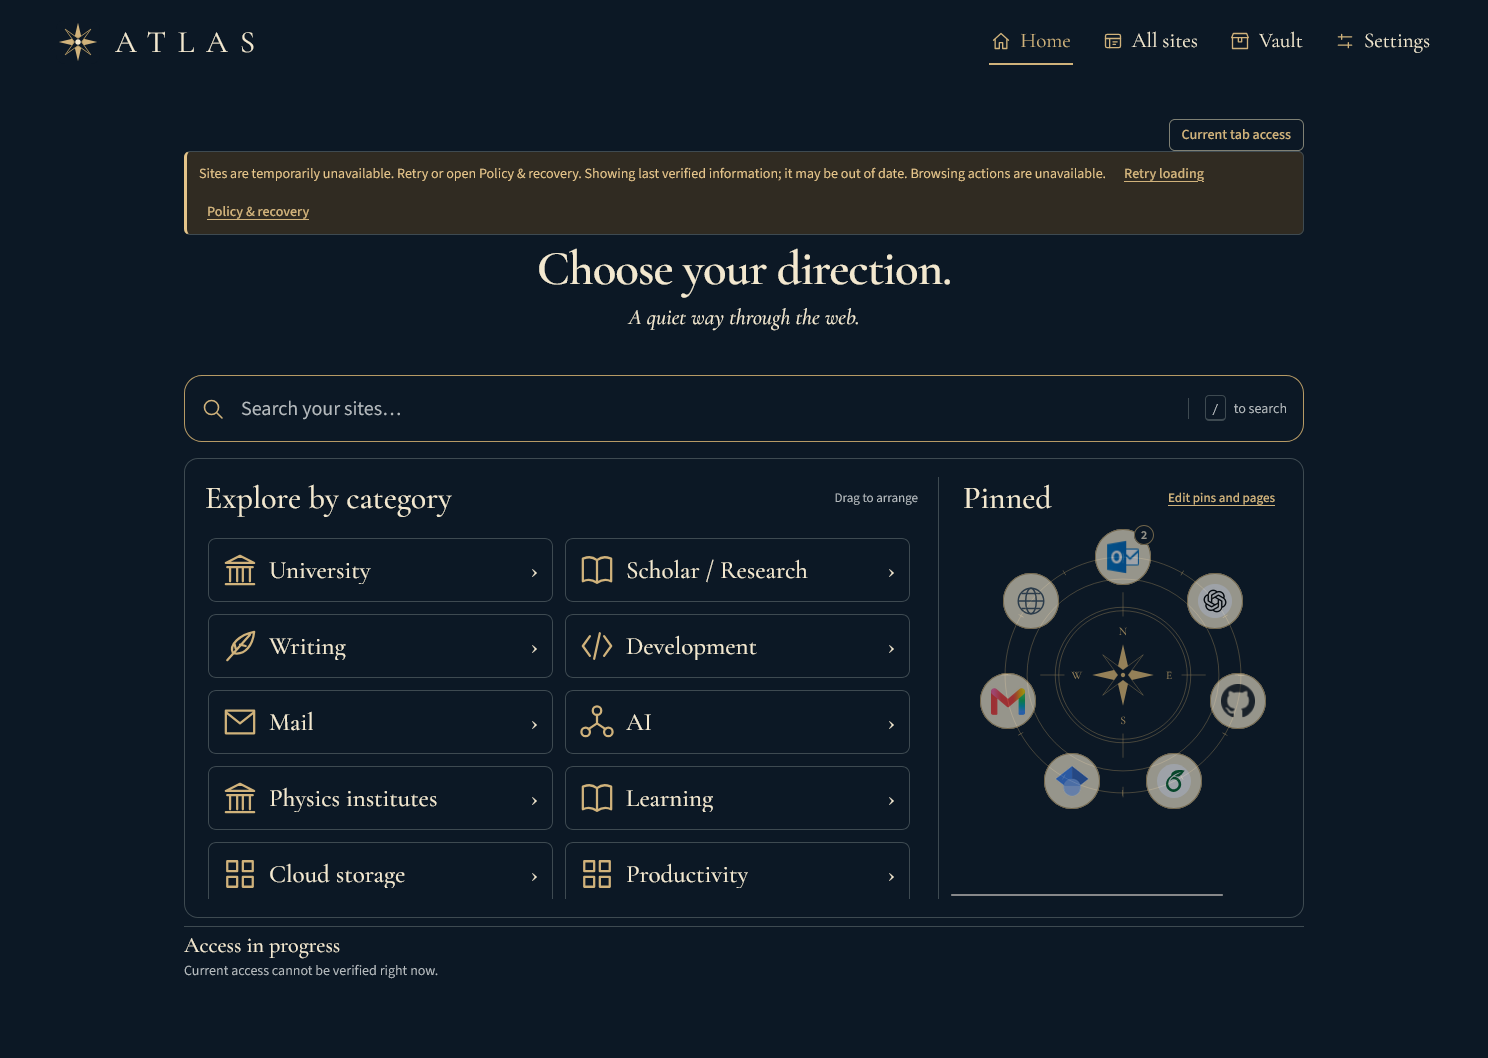 ATLAS
Home
All sites
Vault
Settings
Current tab access
Sites are temporarily unavailable. Retry or open Policy & recovery. Showing last verified information; it may be out of date. Browsing actions are unavailable. Retry loading
Policy & recovery
Choose your direction.
A quiet way through the web.
Search your sites…
/ to search
Explore by category
Drag to arrange
University
Scholar / Research
Writing
Development
Mail
AI
Physics institutes
Learning
Cloud storage
Productivity
Pinned
Edit pins and pages
2
N
W
E
S
Access in progress
Current access cannot be verified right now.